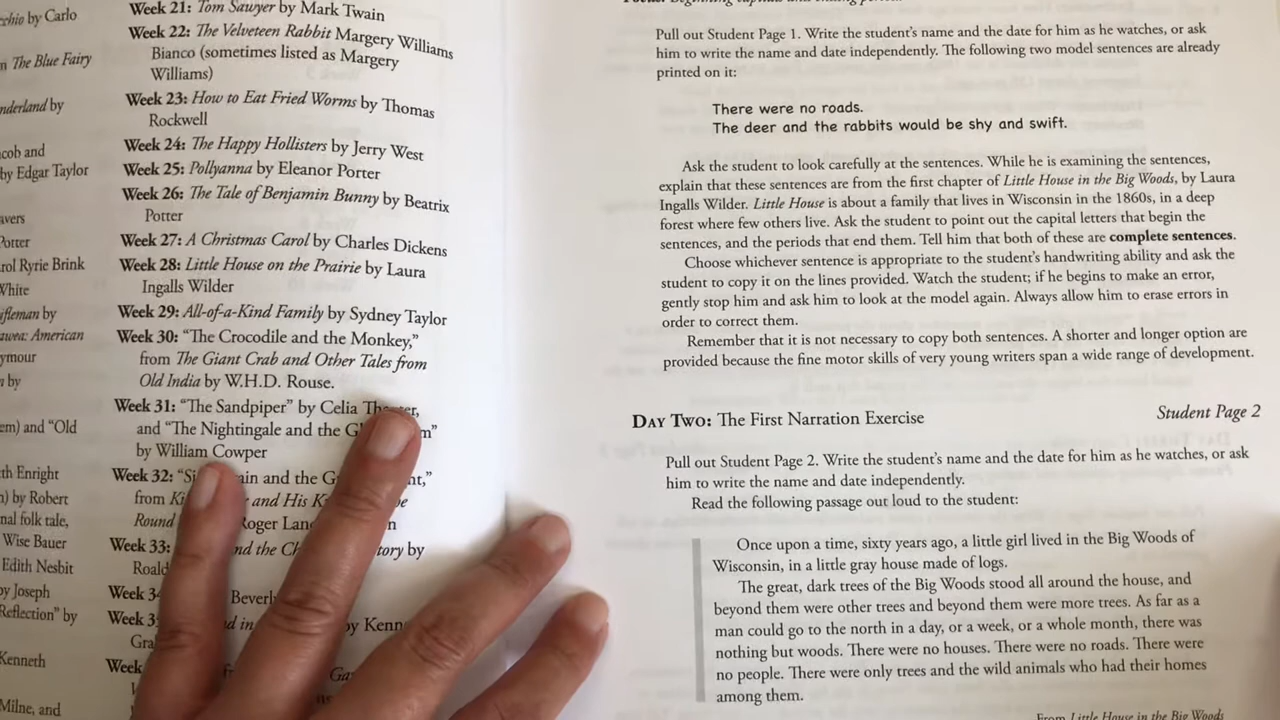 by Carlo
The Blue Fairy
by
cob and
by Edgar Taylor
Potter
Ryrie Brink
White
by
American
by
em) and "Old
Enright
by Robert
folk tale,
Wise Bauer
Edith Nesbit
by Joseph
Reflection" by
Kenneth
Milne, and
Week 21: Tom Sawyer by Mark Twain
Week 22: The Velveteen Rabbit Margery Williams
Bianco (sometimes listed as Margery
Williams)
Week 23: How to Eat Fried Worms by Thomas
Rockwell
Week 24: The Happy Hollisters by Jerry West
Week 25: Pollyanna by Eleanor Porter
Week 26: The Tale of Benjamin Bunny by Beatrix
Potter
Week 27: A Christmas Carol by Charles Dickens
Week 28: Little House on the Prairie by Laura
Ingalls Wilder
Week 29: All-of-a-Kind Family by Sydney Taylor
Week 30: "The Crocodile and the Monkey,"
from The Giant Crab and Other Tales from
Old India by W.H.D. Rouse.
Week 31: "The Sandpiper" by Celia
and "The Nightingale and the
by William Cowper
Week 32: and the
from and His
Round Roger
Week 33: and the by
Roald
Week
Week
in by
Week
Pull out Student Page 1. Write the student's name and the date for him as he watches, or ask
him to write the name and date independently. The following two model sentences are already
printed on it:
There were no roads.
The deer and the rabbits would be shy and swift.
Ask the student to look carefully at the sentences. While he is examining the sentences,
explain that these sentences are from the first chapter of Little House in the Big Woods, by Laura
Ingalls Wilder. Little House is about a family that lives in Wisconsin in the 1860s, in a deep
forest where few others live. Ask the student to point out the capital letters that begin the
sentences, and the periods that end them. Tell him that both of these are complete sentences.
Choose whichever sentence is appropriate to the student's handwriting ability and ask the
student to copy it on the lines provided. Watch the student; if he begins to make an error,
gently stop him and ask him to look at the model again. Always allow him to erase errors in
order to correct them.
Remember that it is not necessary to copy both sentences. A shorter and longer option are
provided because the fine motor skills of very young writers span a wide range of development.
Day Two: The First Narration Exercise Student Page 2
Pull out Student Page 2. Write the student's name and the date for him as he watches, or ask
him to write the name and date independently.
Read the following passage out loud to the student:
Once upon a time, sixty years ago, a little girl lived in the Big Woods of
Wisconsin, in a little gray house made of logs.
The great, dark trees of the Big Woods stood all around the house, and
beyond them were other trees and beyond them were more trees. As far as a
man could go to the north in a day, or a week, or a whole month, there was
nothing but woods. There were no houses. There were no roads. There were
no people. There were only trees and the wild animals who had their homes
among them.
From Little House in the Big Woods